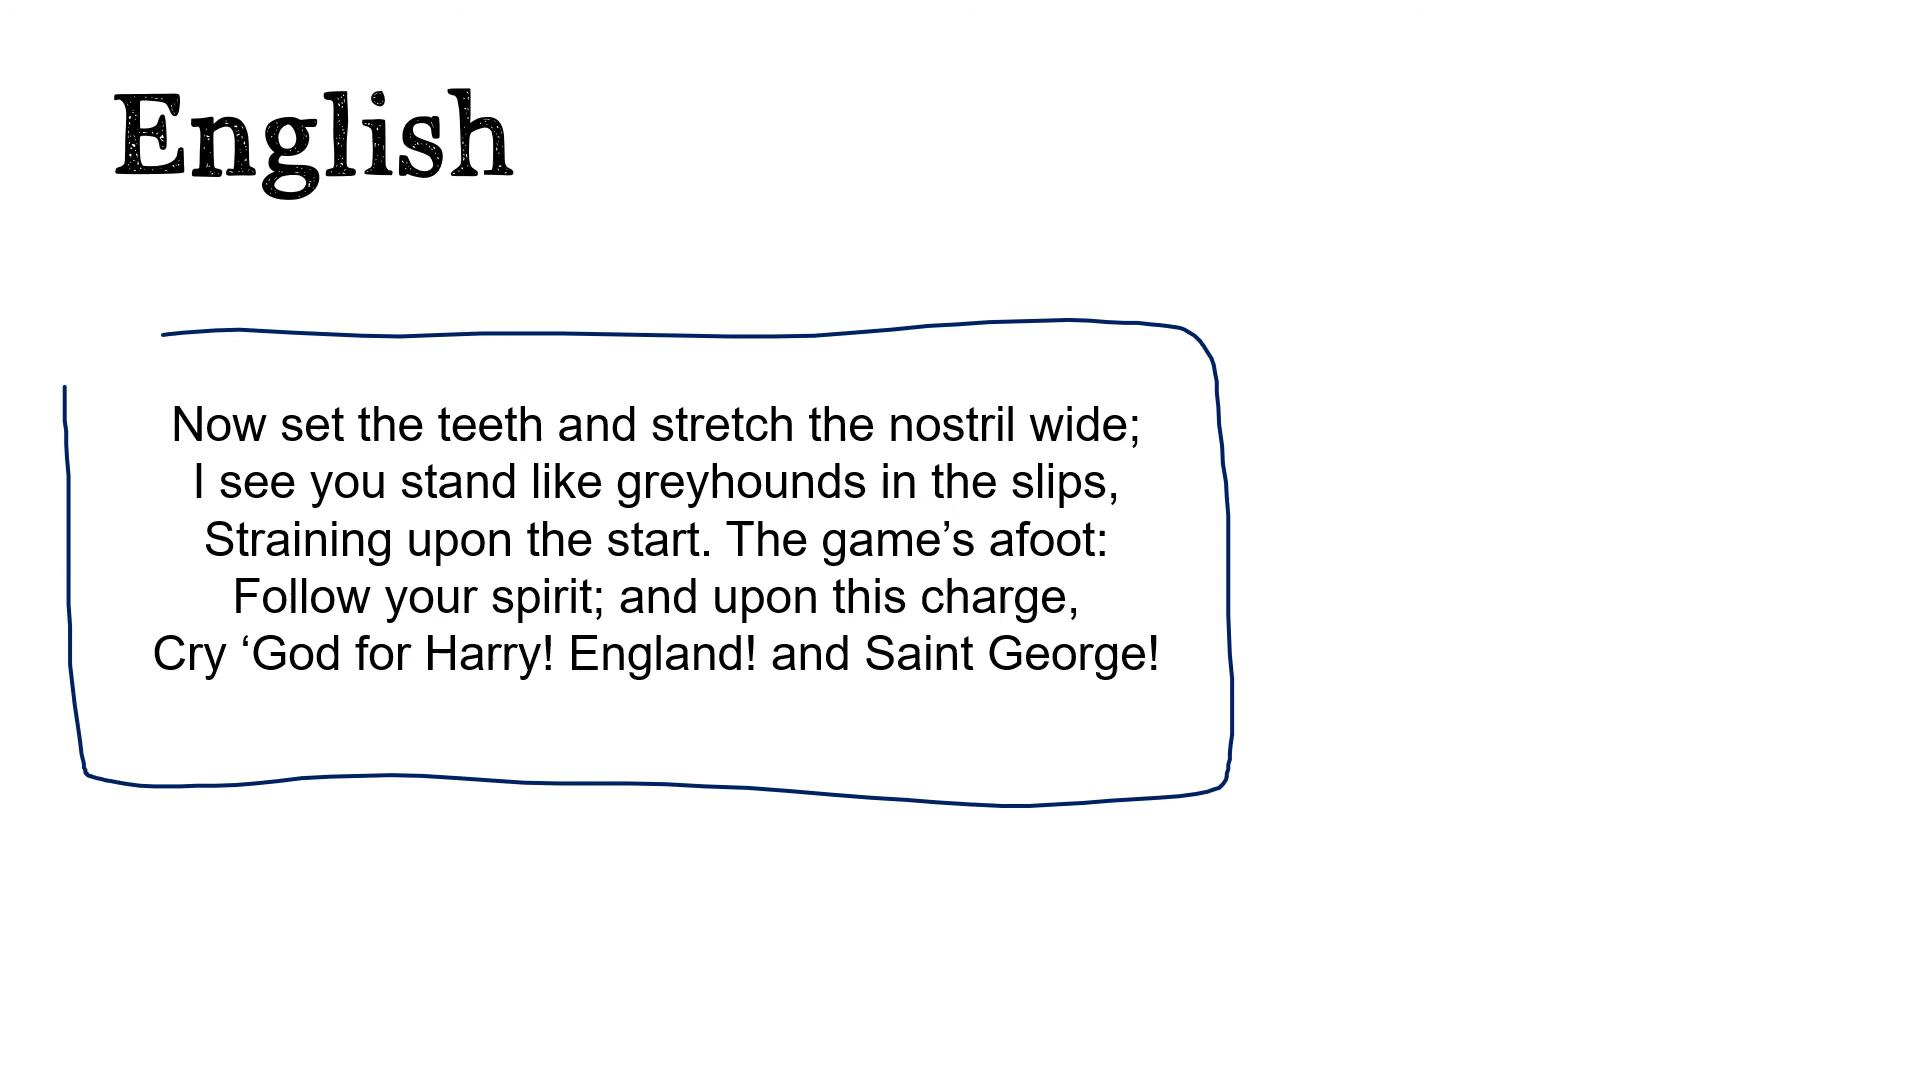 English
Now set the teeth and stretch the nostril wide;
I see you stand like greyhounds in the slips,
Straining upon the start. The game’s afoot:
Follow your spirit; and upon this charge,
Cry ‘God for Harry! England! and Saint George!